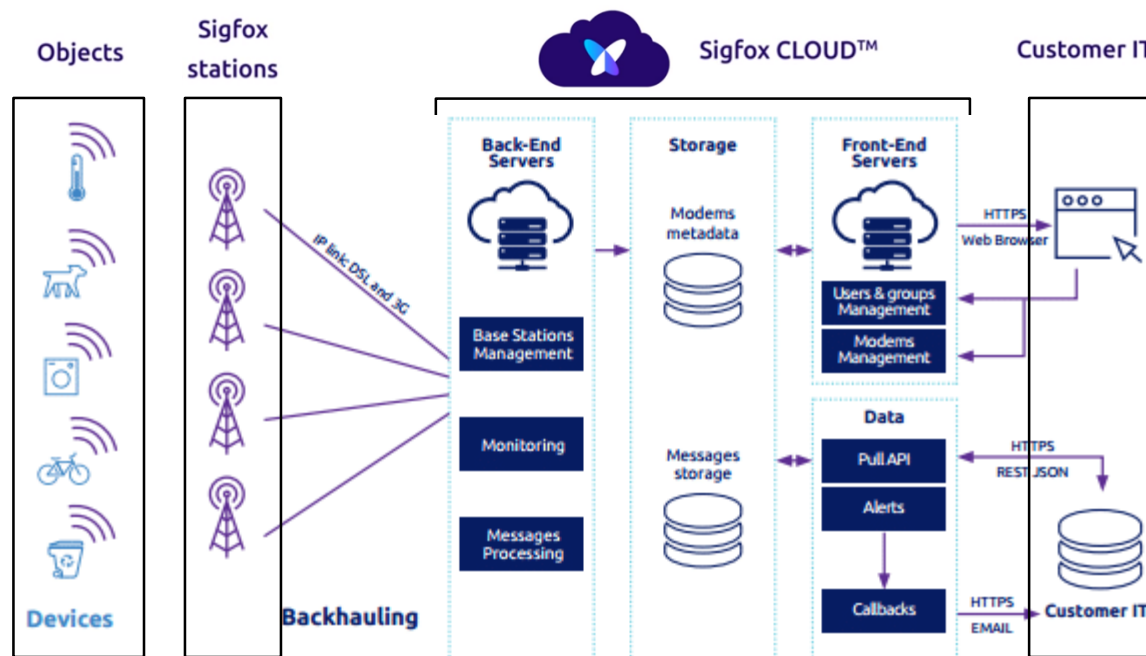 Objects
Sigfox
stations
Sigfox CLOUD™
Customer IT
Back-End
Servers
Storage
Front-End
Servers
Modems
metadata
HTTPS
Web Browser
IP link: DSL and 3G
Users & groups
Management
Base Stations
Management
Modems
Management
Data
Monitoring
Messages
storage
Pull API
HTTPS
REST JSON
Alerts
Messages
Processing
Devices
Backhauling
Callbacks
HTTPS
EMAIL
Customer IT